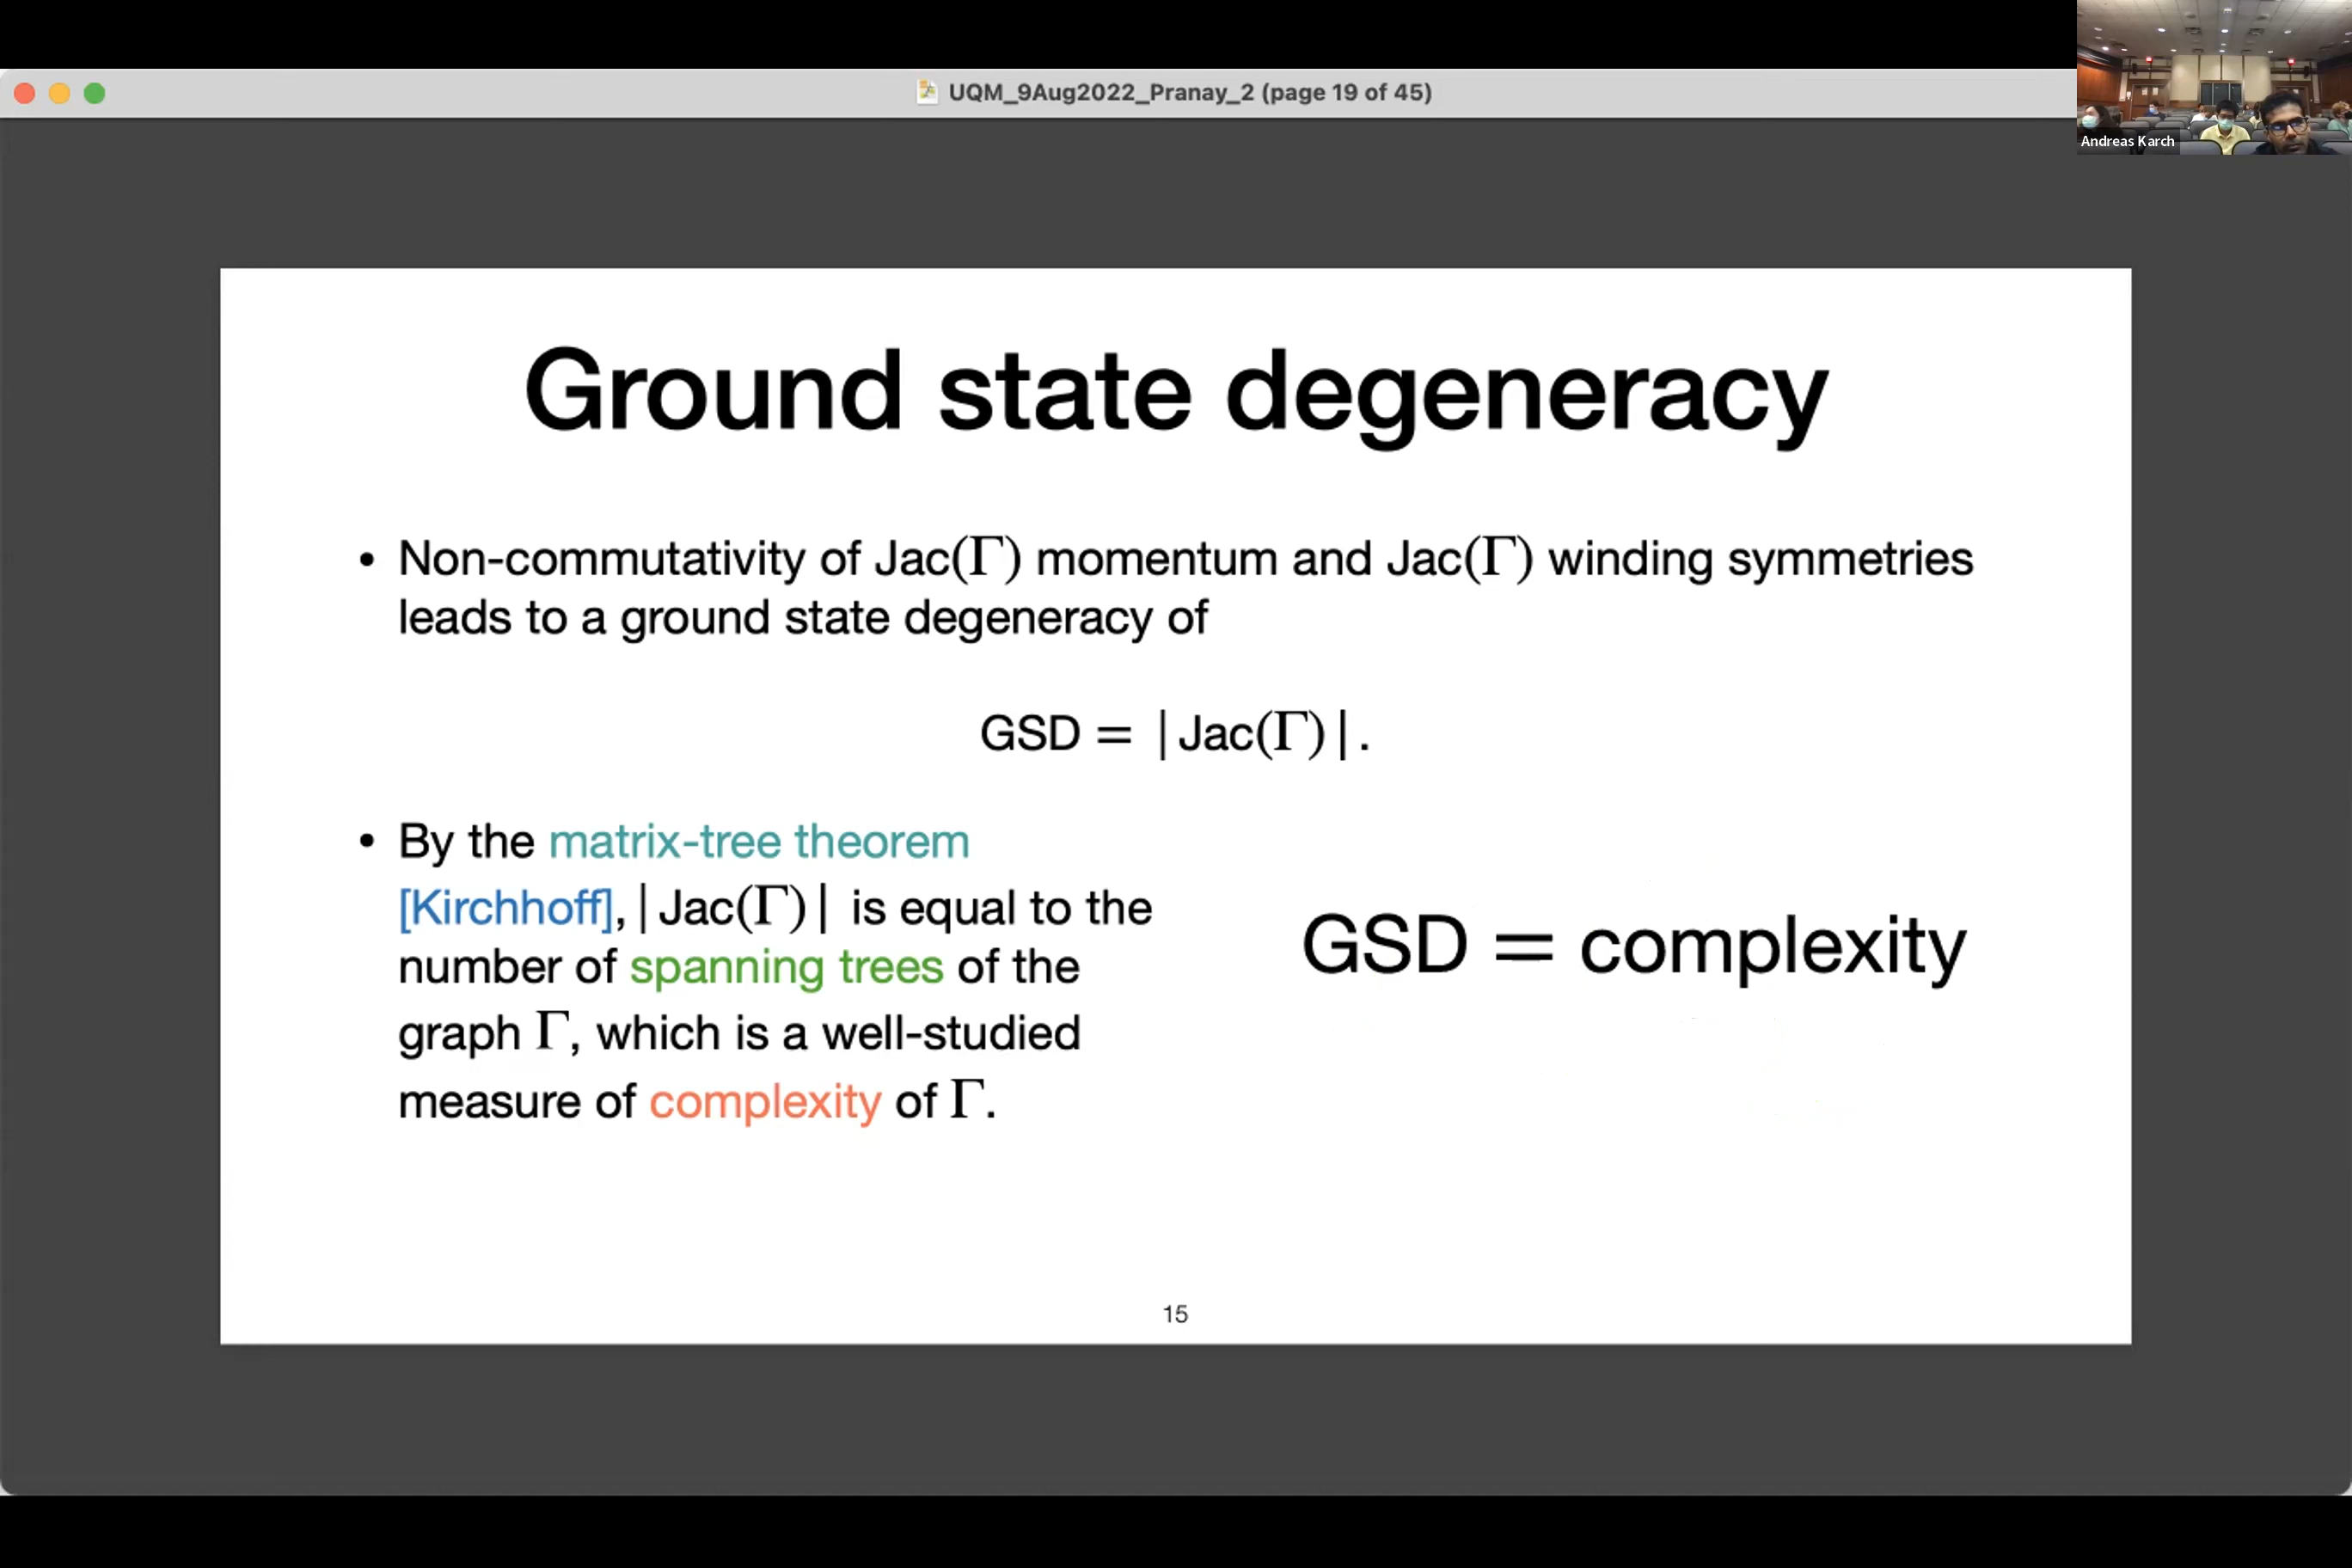 UQM_9Aug2022_Pranay_2 (page 19 of 45)
Andreas Karch
Ground state degeneracy
• Non-commutativity of Jac(Γ) momentum and Jac(Γ) winding symmetries
leads to a ground state degeneracy of
GSD = |Jac(Γ)|.
• By the matrix-tree theorem
[Kirchhoff], |Jac(Γ)| is equal to the
number of spanning trees of the
graph Γ, which is a well-studied
measure of complexity of Γ.
GSD = complexity
15